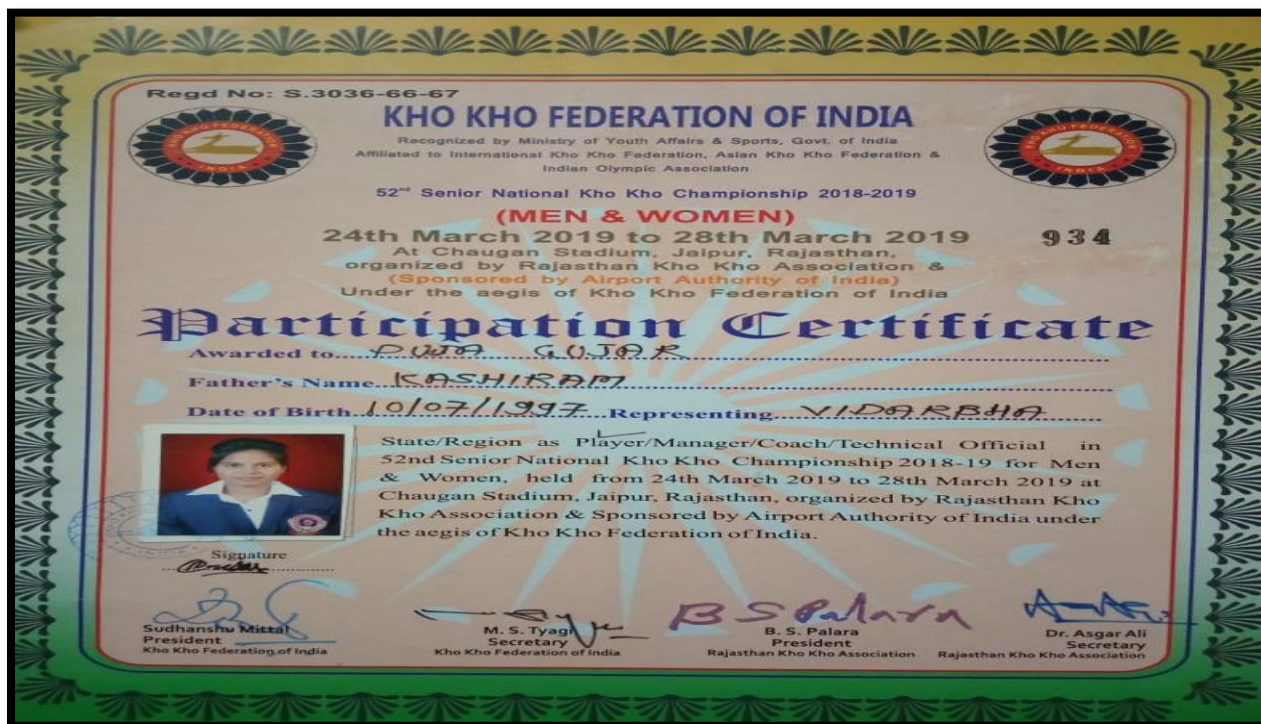 Regd No: S.3036-66-67
KHO KHO FEDERATION OF INDIA
Recognized by Ministry of Youth Affairs & Sports, Govt. of India
Affiliated to International Kho Kho Federation, Asian Kho Kho Federation &
Indian Olympic Association
KHO KHO FEDERATION
INDIA
KHO KHO FEDERATION
INDIA
52nd Senior National Kho Kho Championship 2018-2019
(MEN & WOMEN)
24th March 2019 to 28th March 2019 934
At Chaugan Stadium, Jaipur, Rajasthan,
organized by Rajasthan Kho Kho Association &
(Sponsored by Airport Authority of India)
Under the aegis of Kho Kho Federation of India
Participation Certificate
Awarded to PUJA GUJAR
Father's Name KASHIRAM
Date of Birth 10/07/1997 Representing VIDARBHA
State/Region as Player/Manager/Coach/Technical Official in
52nd Senior National Kho Kho Championship 2018-19 for Men
& Women, held from 24th March 2019 to 28th March 2019 at
Chaugan Stadium, Jaipur, Rajasthan, organized by Rajasthan Kho
Kho Association & Sponsored by Airport Authority of India under
the aegis of Kho Kho Federation of India.
Signature
B S Palara
Sudhanshu Mittal
President
Kho Kho Federation of India
M. S. Tyagi
Secretary
Kho Kho Federation of India
B. S. Palara
President
Rajasthan Kho Kho Association
Dr. Asgar Ali
Secretary
Rajasthan Kho Kho Association